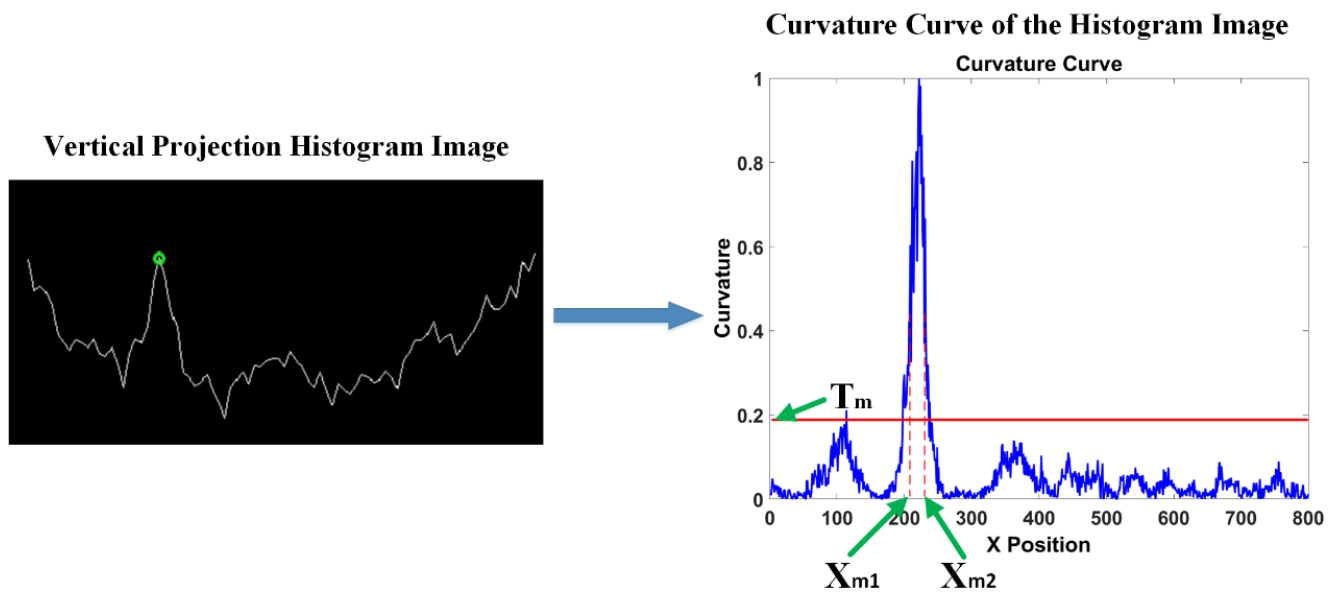 Vertical Projection Histogram Image
Curvature Curve of the Histogram Image
Curvature Curve
Curvature
1
0.8
0.6
0.4
0.2
0
Tm
0 100 200 300 400 500 600 700 800
X Position
Xm1 Xm2